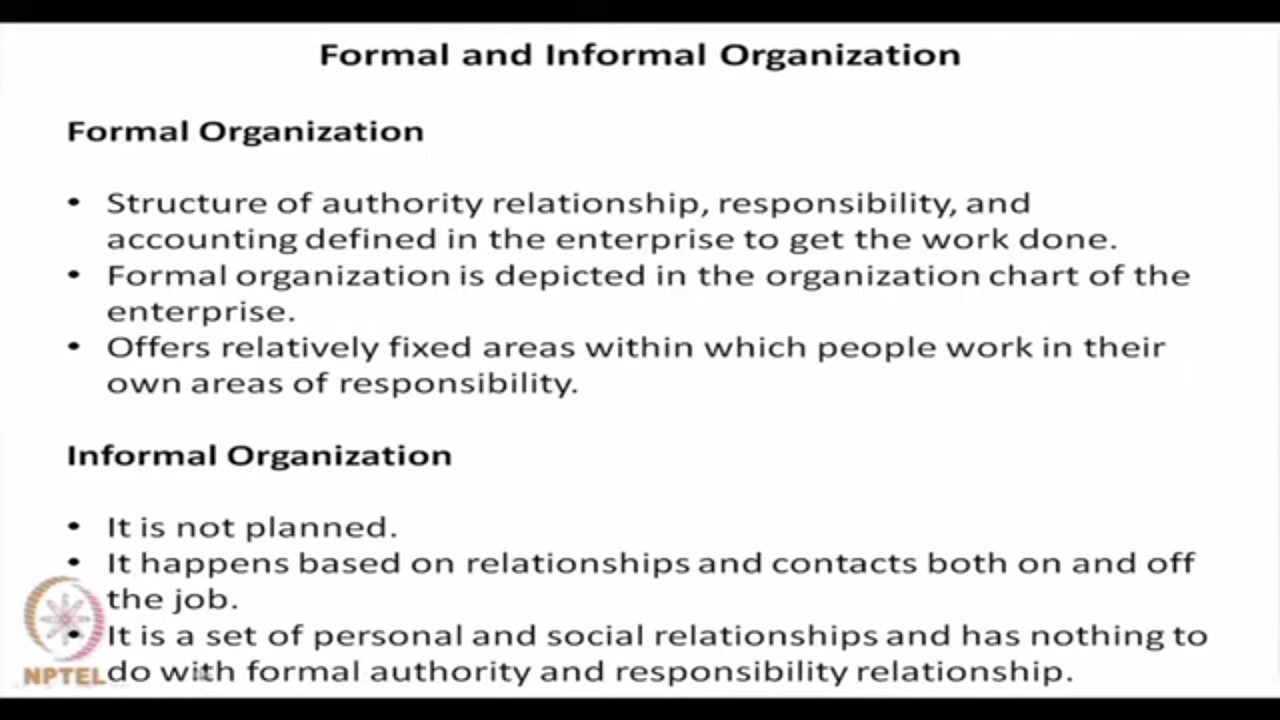 Formal and Informal Organization
Formal Organization
• Structure of authority relationship, responsibility, and
accounting defined in the enterprise to get the work done.
• Formal organization is depicted in the organization chart of the
enterprise.
• Offers relatively fixed areas within which people work in their
own areas of responsibility.
Informal Organization
• It is not planned.
• It happens based on relationships and contacts both on and off
the job.
• It is a set of personal and social relationships and has nothing to
do with formal authority and responsibility relationship.
NPTEL